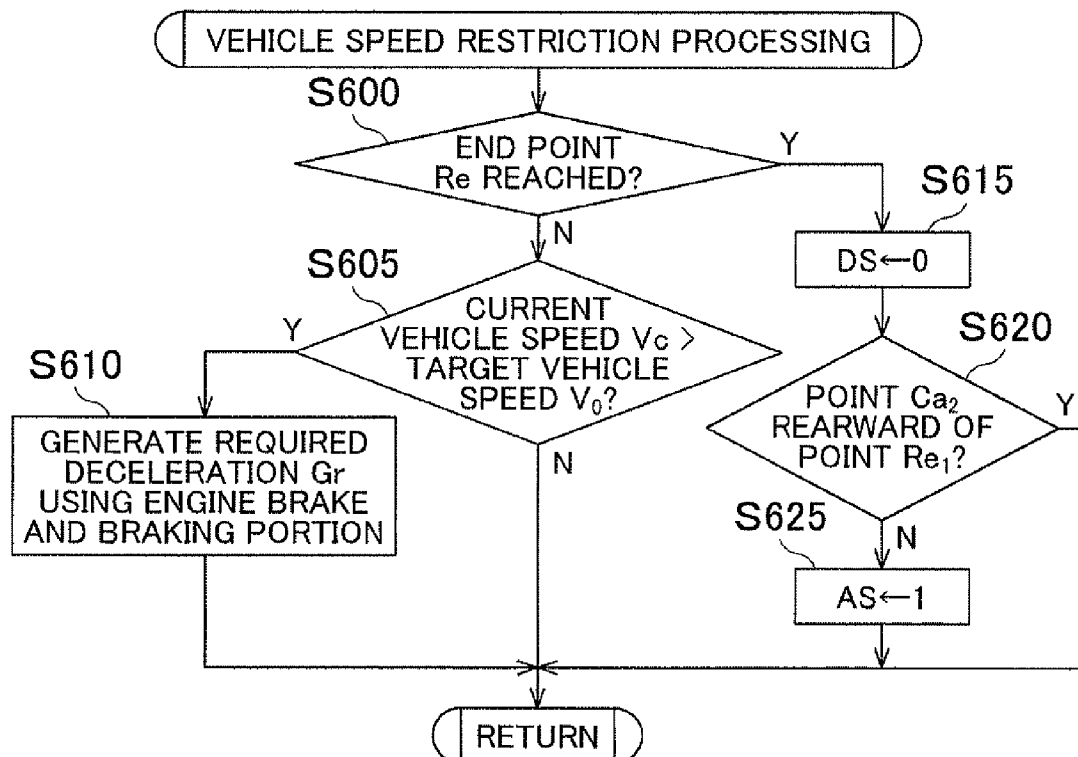 VEHICLE SPEED RESTRICTION PROCESSING
S600
END POINT
Re REACHED?
Y
N
S615
DS←0
S605
CURRENT
VEHICLE SPEED Vc >
TARGET VEHICLE
SPEED V₀?
Y
N
S610
GENERATE REQUIRED
DECELERATION Gr
USING ENGINE BRAKE
AND BRAKING PORTION
S620
POINT Ca₂
REARWARD OF
POINT Re₁?
Y
N
S625
AS←1
RETURN